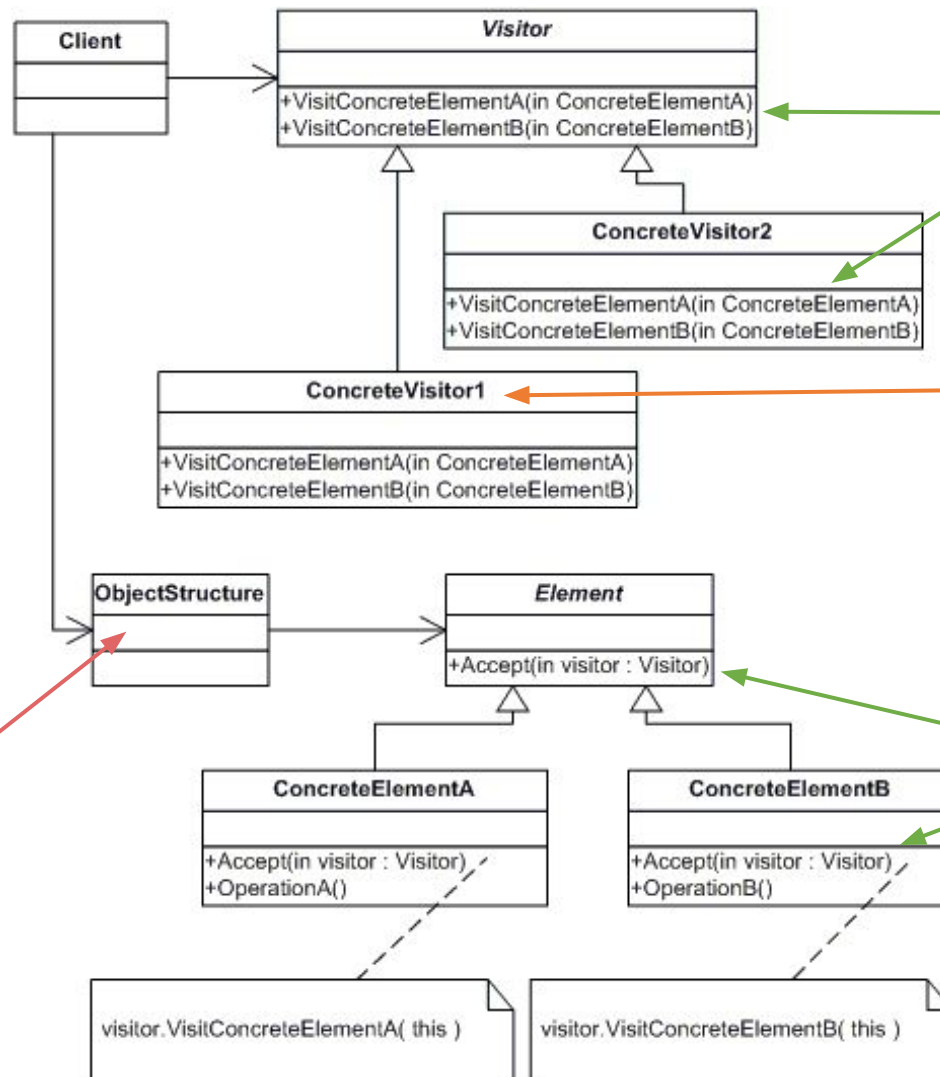 Client
Visitor
+VisitConcreteElementA(in ConcreteElementA)
+VisitConcreteElementB(in ConcreteElementB)
ConcreteVisitor2
+VisitConcreteElementA(in ConcreteElementA)
+VisitConcreteElementB(in ConcreteElementB)
ConcreteVisitor1
+VisitConcreteElementA(in ConcreteElementA)
+VisitConcreteElementB(in ConcreteElementB)
ObjectStructure
Element
+Accept(in visitor : Visitor)
ConcreteElementA
+Accept(in visitor : Visitor)
+OperationA()
ConcreteElementB
+Accept(in visitor : Visitor)
+OperationB()
visitor.VisitConcreteElementA( this )
visitor.VisitConcreteElementB( this )